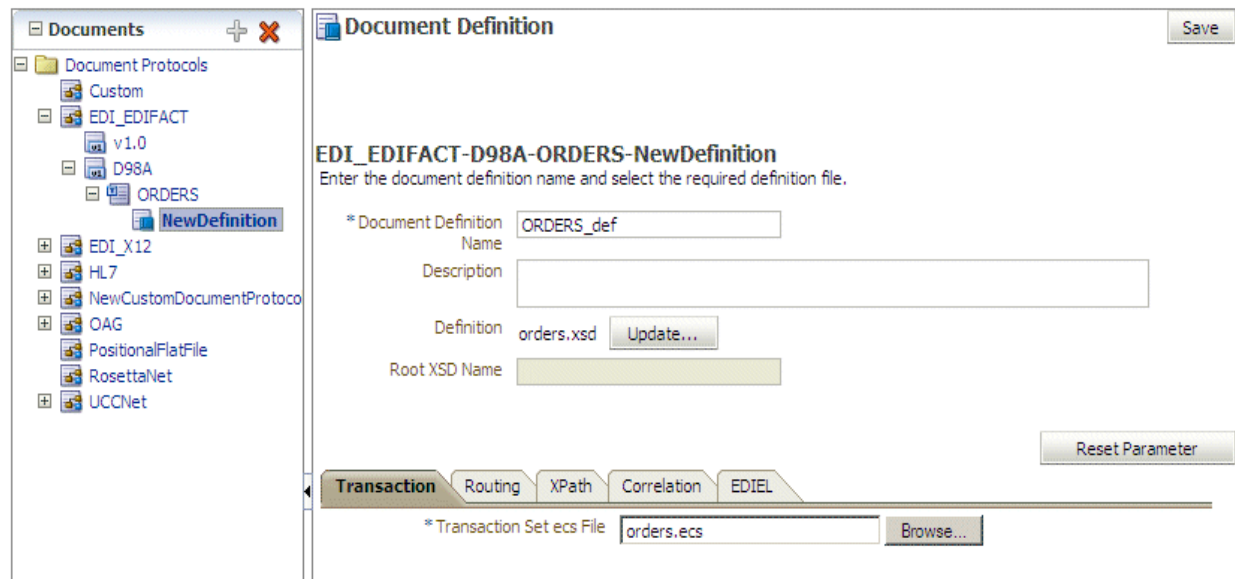 Documents
Document Protocols
Custom
EDI_EDIFACT
v1.0
D98A
ORDERS
NewDefinition
EDI_X12
HL7
NewCustomDocumentProtoco
OAG
PositionalFlatFile
RosettaNet
UCCNet
Document Definition
Save
EDI_EDIFACT-D98A-ORDERS-NewDefinition
Enter the document definition name and select the required definition file.
* Document Definition
Name
ORDERS_def
Description
Definition
orders.xsd
Update...
Root XSD Name
Reset Parameter
Transaction Routing XPath Correlation EDIEL
* Transaction Set ecs File orders.ecs Browse...